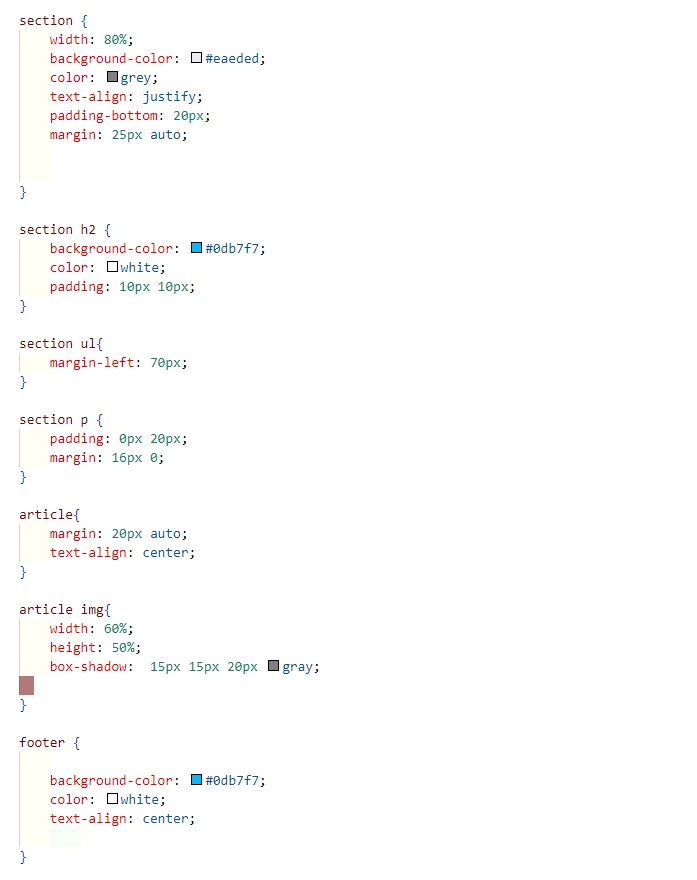 section {
    width: 80%;
    background-color: #eaeded;
    color: grey;
    text-align: justify;
    padding-bottom: 20px;
    margin: 25px auto;
}
section h2 {
    background-color: #0db7f7;
    color: white;
    padding: 10px 10px;
}
section ul{
    margin-left: 70px;
}
section p {
    padding: 0px 20px;
    margin: 16px 0;
}
article{
    margin: 20px auto;
    text-align: center;
}
article img{
    width: 60%;
    height: 50%;
    box-shadow:  15px 15px 20px gray;
}
footer {
    background-color: #0db7f7;
    color: white;
    text-align: center;
}